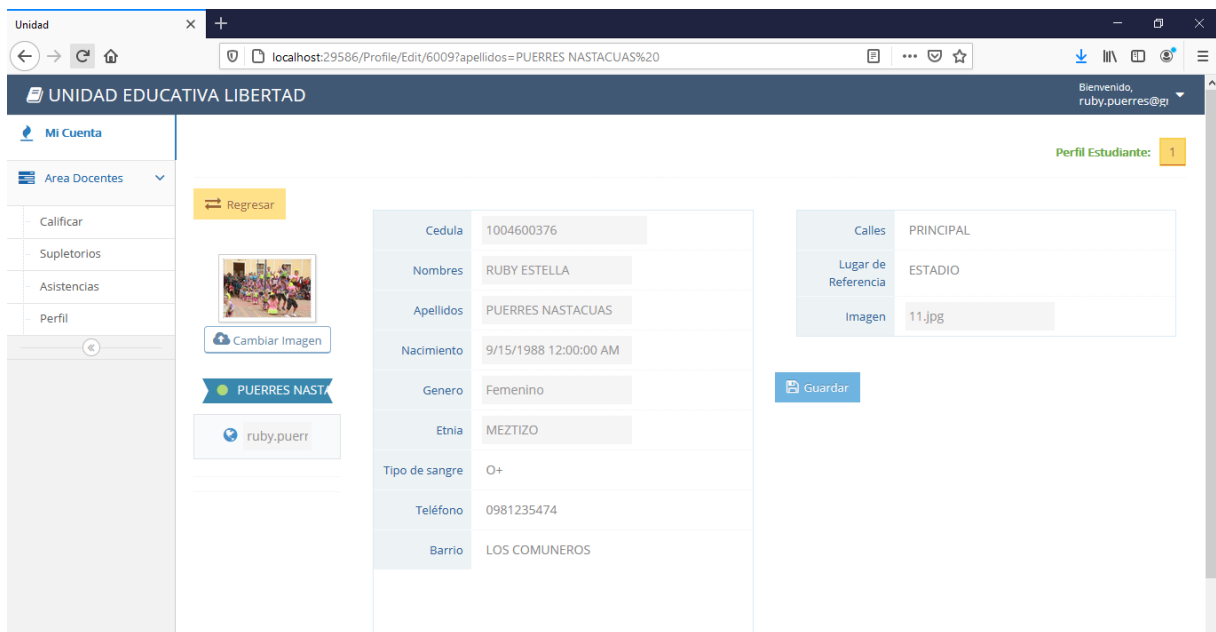 Unidad
localhost:29586/Profile/Edit/6009?apellidos=PUERRES NASTACUAS%20
UNIDAD EDUCATIVA LIBERTAD
Bienvenido,
ruby.puerres@gı
Mi Cuenta
Perfil Estudiante: 1
Area Docentes
Calificar
Supletorios
Asistencias
Perfil
Regresar
Cambiar Imagen
PUERRES NASTA
ruby.puerr
Cedula 1004600376
Nombres RUBY ESTELLA
Apellidos PUERRES NASTACUAS
Nacimiento 9/15/1988 12:00:00 AM
Genero Femenino
Etnia MEZTIZO
Tipo de sangre O+
Teléfono 0981235474
Barrio LOS COMUNEROS
Calles PRINCIPAL
Lugar de
Referencia ESTADIO
Imagen 11.jpg
Guardar